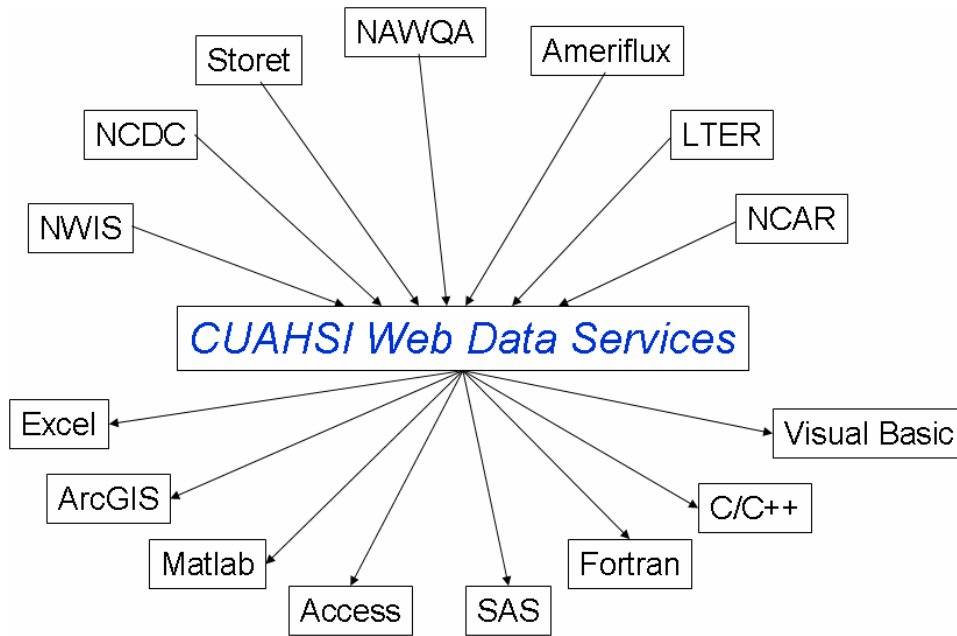 NAWQA
Storet
Ameriflux
NCDC
LTER
NWIS
NCAR
CUAHSI Web Data Services
Excel
Visual Basic
ArcGIS
C/C++
Matlab
Fortran
Access
SAS